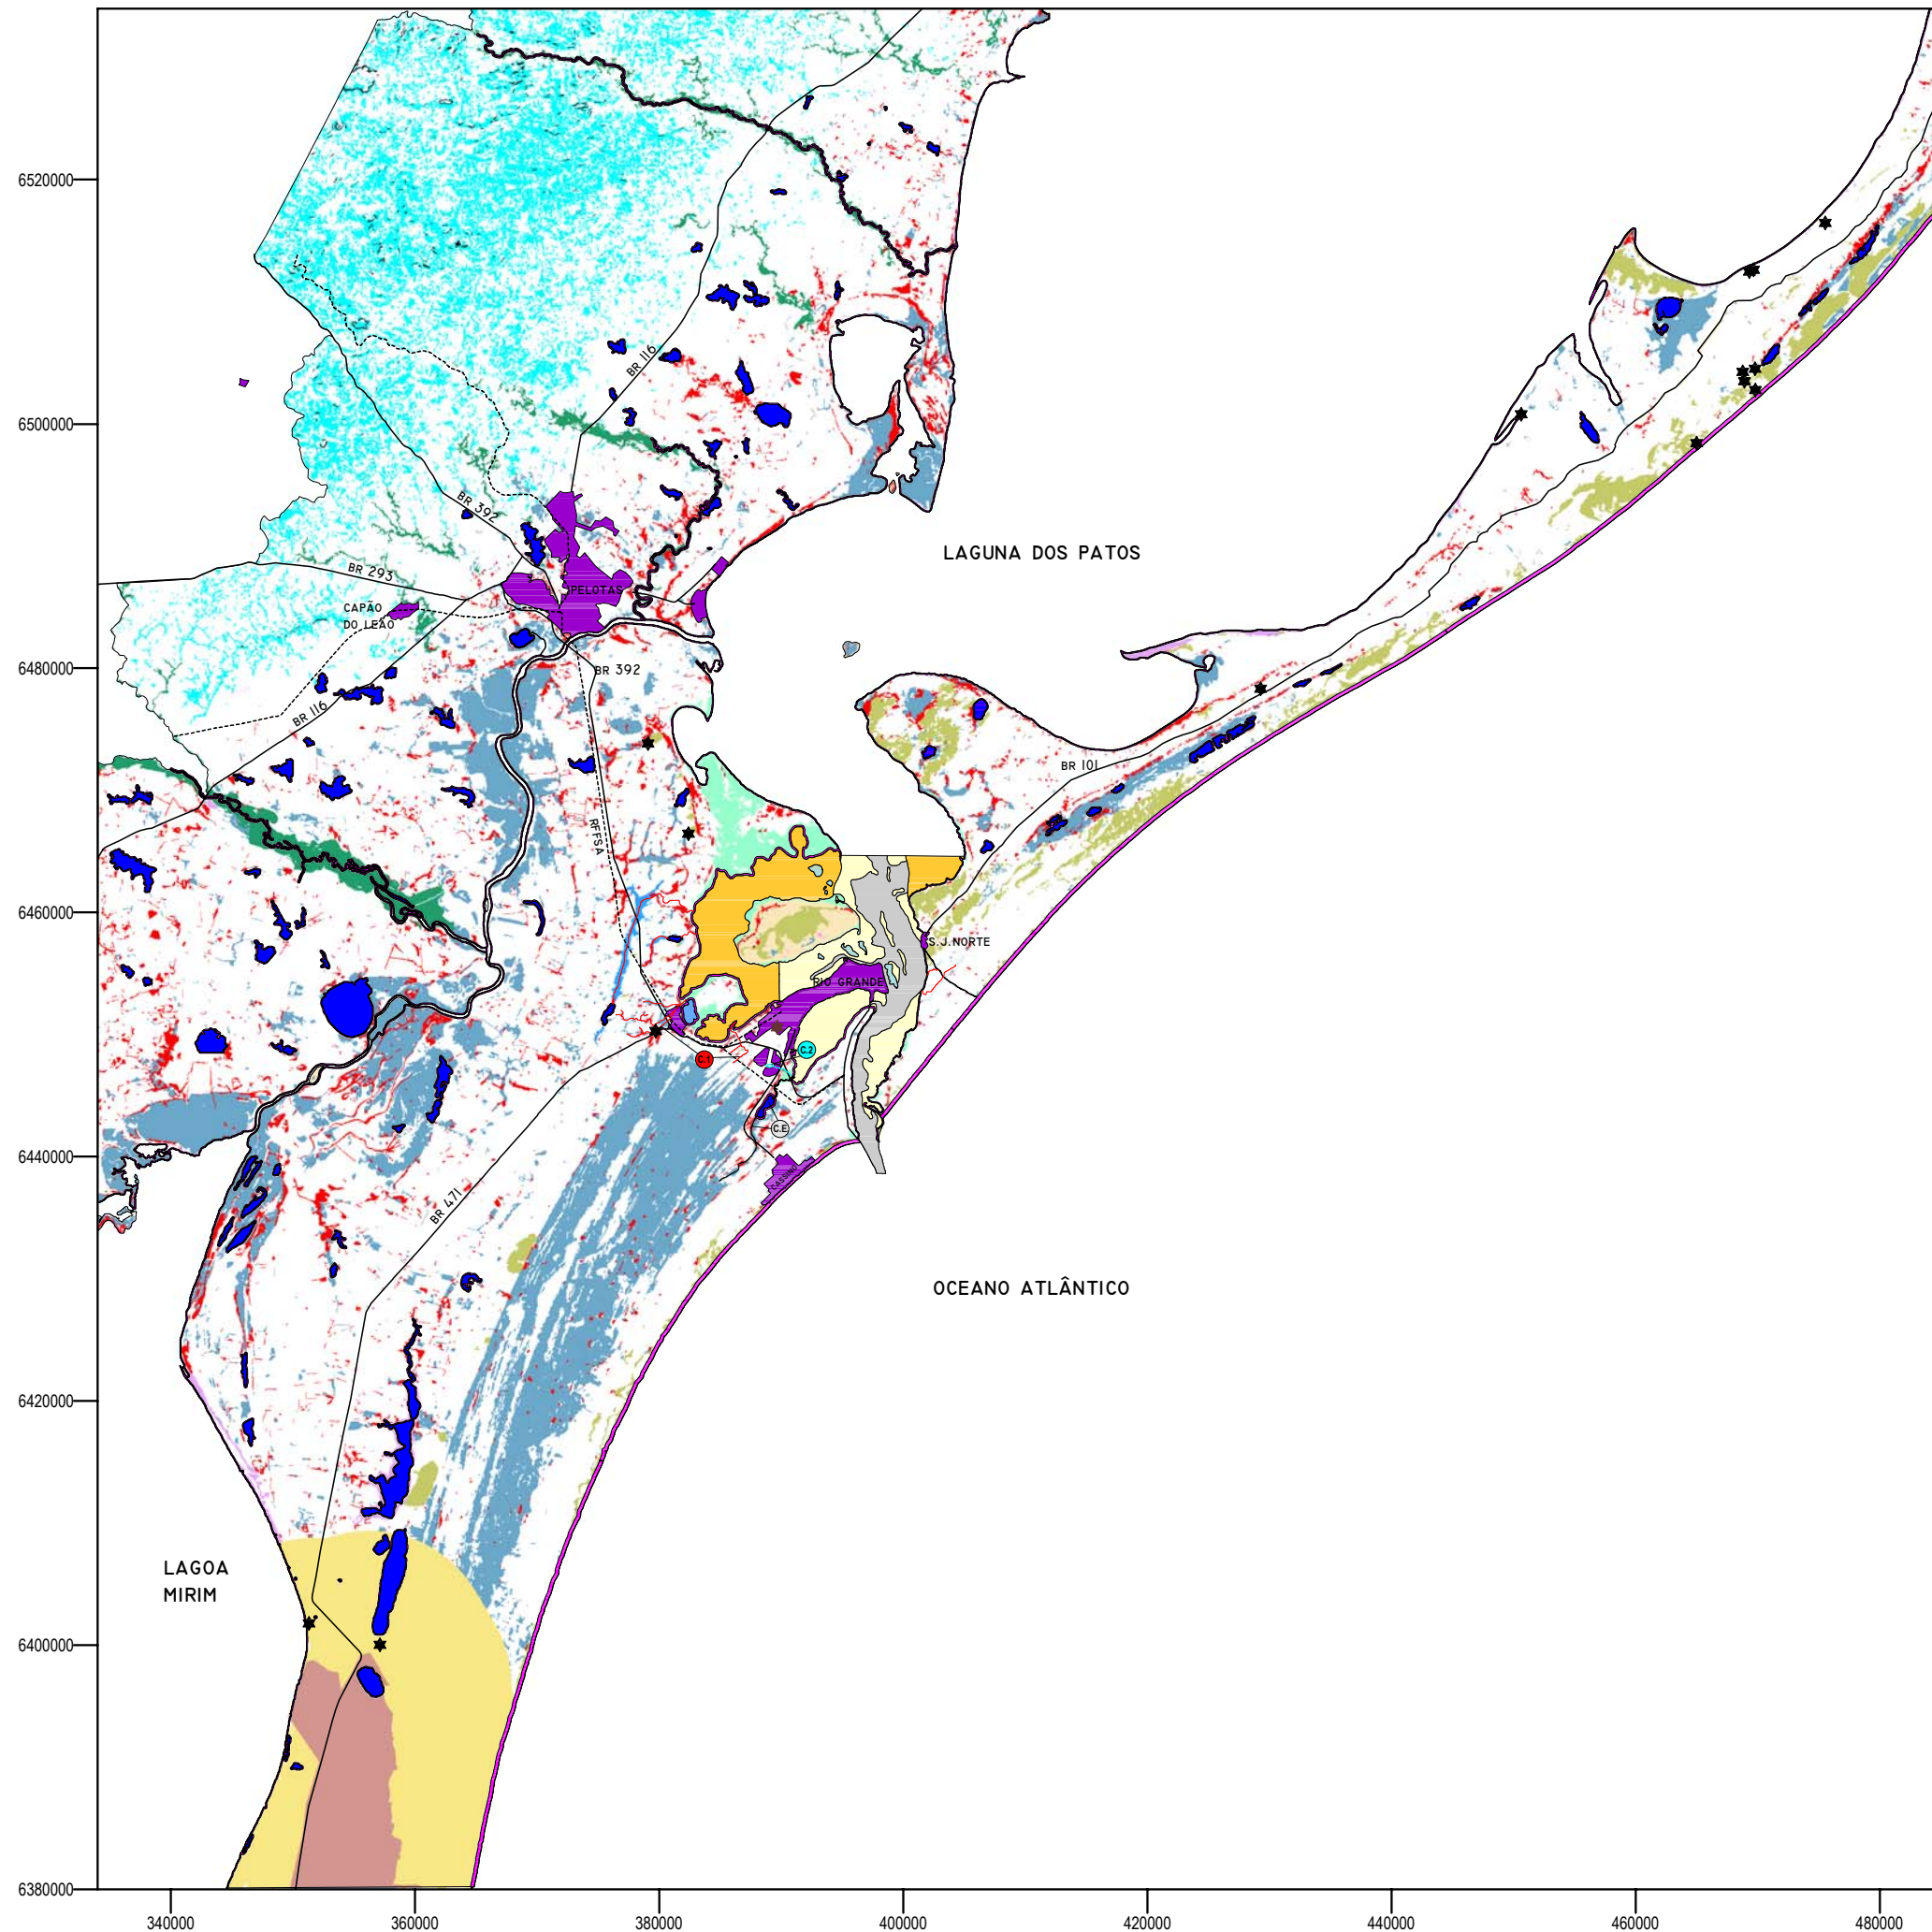 6520000
BR 116
6500000
BR 392
LAGUNA DOS PATOS
BR 293
PELOTAS
CAPÃO
DO LEÃO
6480000
BR 392
BR 116
BR 101
RFFSA
6460000
S.J.NORTE
RIO GRANDE
C.2
C.1
C.E
6440000
CASSINO
BR 471
OCEANO ATLÂNTICO
6420000
LAGOA
MIRIM
6400000
6380000
340000 360000 380000 400000 420000 440000 460000 480000